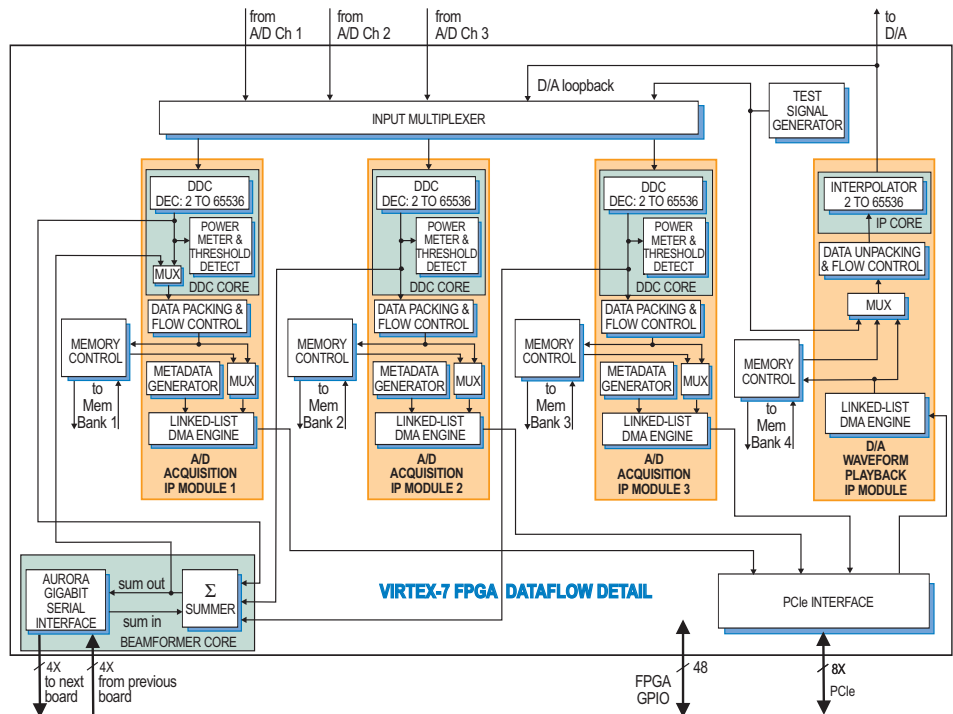 from
A/D Ch 1
from
A/D Ch 2
from
A/D Ch 3
to
D/A
D/A loopback
INPUT MULTIPLEXER
TEST
SIGNAL
GENERATOR
DDC
DEC: 2 TO 65536
POWER
METER &
THRESHOLD
DETECT
MUX
DDC CORE
DATA PACKING &
FLOW CONTROL
MEMORY
CONTROL
METADATA
GENERATOR
MUX
to
Mem
Bank 1
LINKED-LIST
DMA ENGINE
A/D
ACQUISITION
IP MODULE 1
DDC
DEC: 2 TO 65536
POWER
METER &
THRESHOLD
DETECT
DDC CORE
DATA PACKING &
FLOW CONTROL
MEMORY
CONTROL
METADATA
GENERATOR
MUX
to
Mem
Bank 2
LINKED-LIST
DMA ENGINE
A/D
ACQUISITION
IP MODULE 2
DDC
DEC: 2 TO 65536
POWER
METER &
THRESHOLD
DETECT
DDC CORE
DATA PACKING &
FLOW CONTROL
MEMORY
CONTROL
METADATA
GENERATOR
MUX
to
Mem
Bank 3
LINKED-LIST
DMA ENGINE
A/D
ACQUISITION
IP MODULE 3
INTERPOLATOR
2 TO 65536
IP CORE
DATA UNPACKING
& FLOW CONTROL
MUX
MEMORY
CONTROL
to
Mem
Bank 4
LINKED-LIST
DMA ENGINE
D/A
WAVEFORM
PLAYBACK
IP MODULE
AURORA
GIGABIT
SERIAL
INTERFACE
sum out
sum in
Σ
SUMMER
BEAMFORMER CORE
VIRTEX-7 FPGA DATAFLOW DETAIL
PCIe INTERFACE
4X
to next
board
4X
from previous
board
48
FPGA
GPIO
8X
PCIe